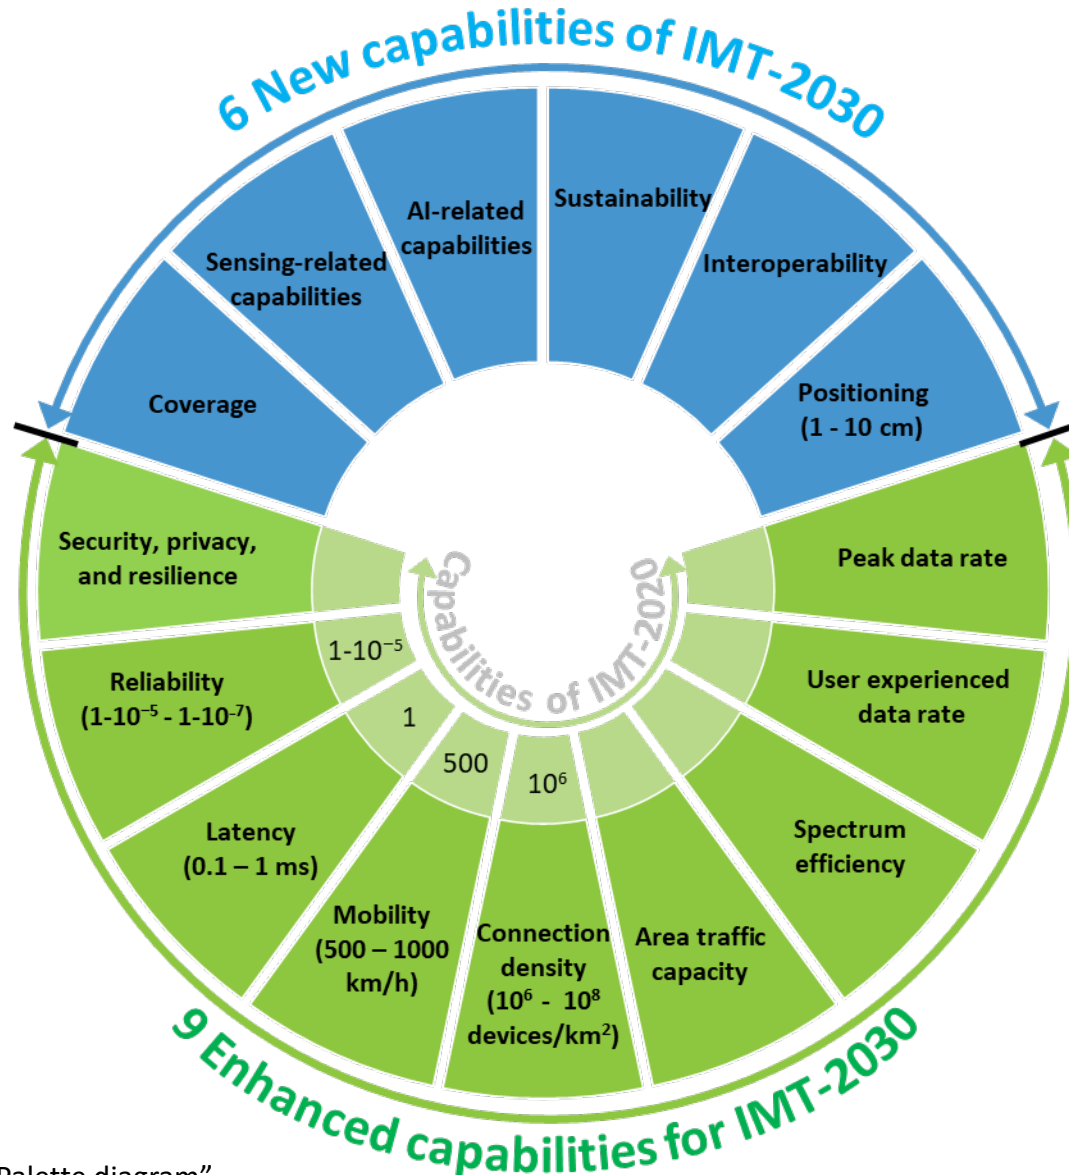 6 New capabilities of IMT-2030
Sustainability
AI-related
capabilities
Sensing-related
capabilities
Interoperability
Coverage
Positioning
(1 - 10 cm)
Security, privacy,
and resilience
Peak data rate
Capabilities of IMT-2020
1-10⁻⁵
1
500
10⁶
Reliability
(1-10⁻⁵ - 1-10⁻⁷)
User experienced
data rate
Latency
(0.1 – 1 ms)
Spectrum
efficiency
Mobility
(500 – 1000
km/h)
Connection
density
(10⁶ - 10⁸
devices/km²)
Area traffic
capacity
9 Enhanced capabilities for IMT-2030
Palette diagram”